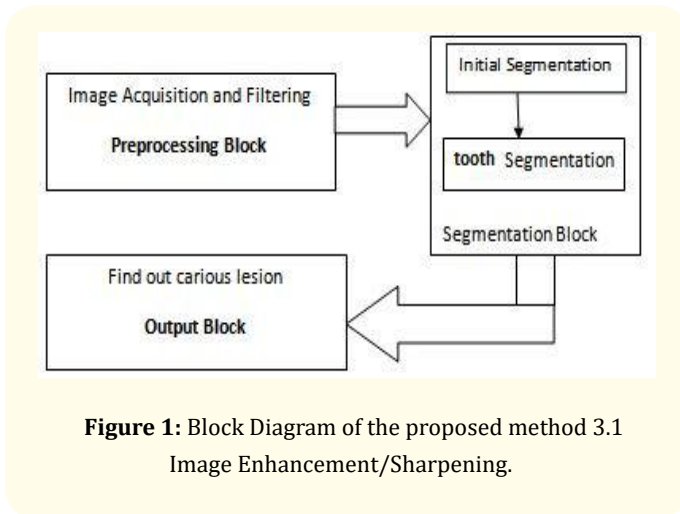 Image Acquisition and Filtering
Preprocessing Block
Initial Segmentation
tooth Segmentation
Segmentation Block
Find out carious lesion
Output Block
Figure 1: Block Diagram of the proposed method 3.1
Image Enhancement/Sharpening.